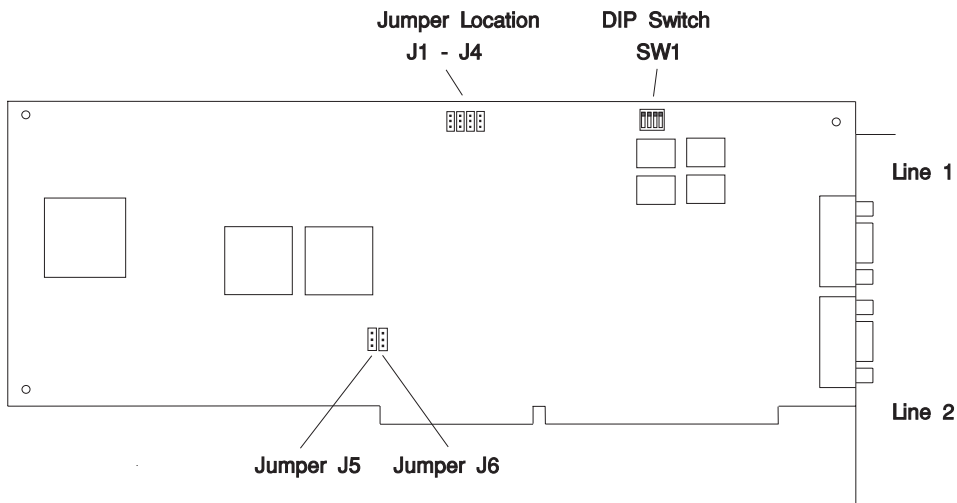 Jumper Location
J1 - J4
DIP Switch
SW1
Line 1
Line 2
Jumper J5
Jumper J6